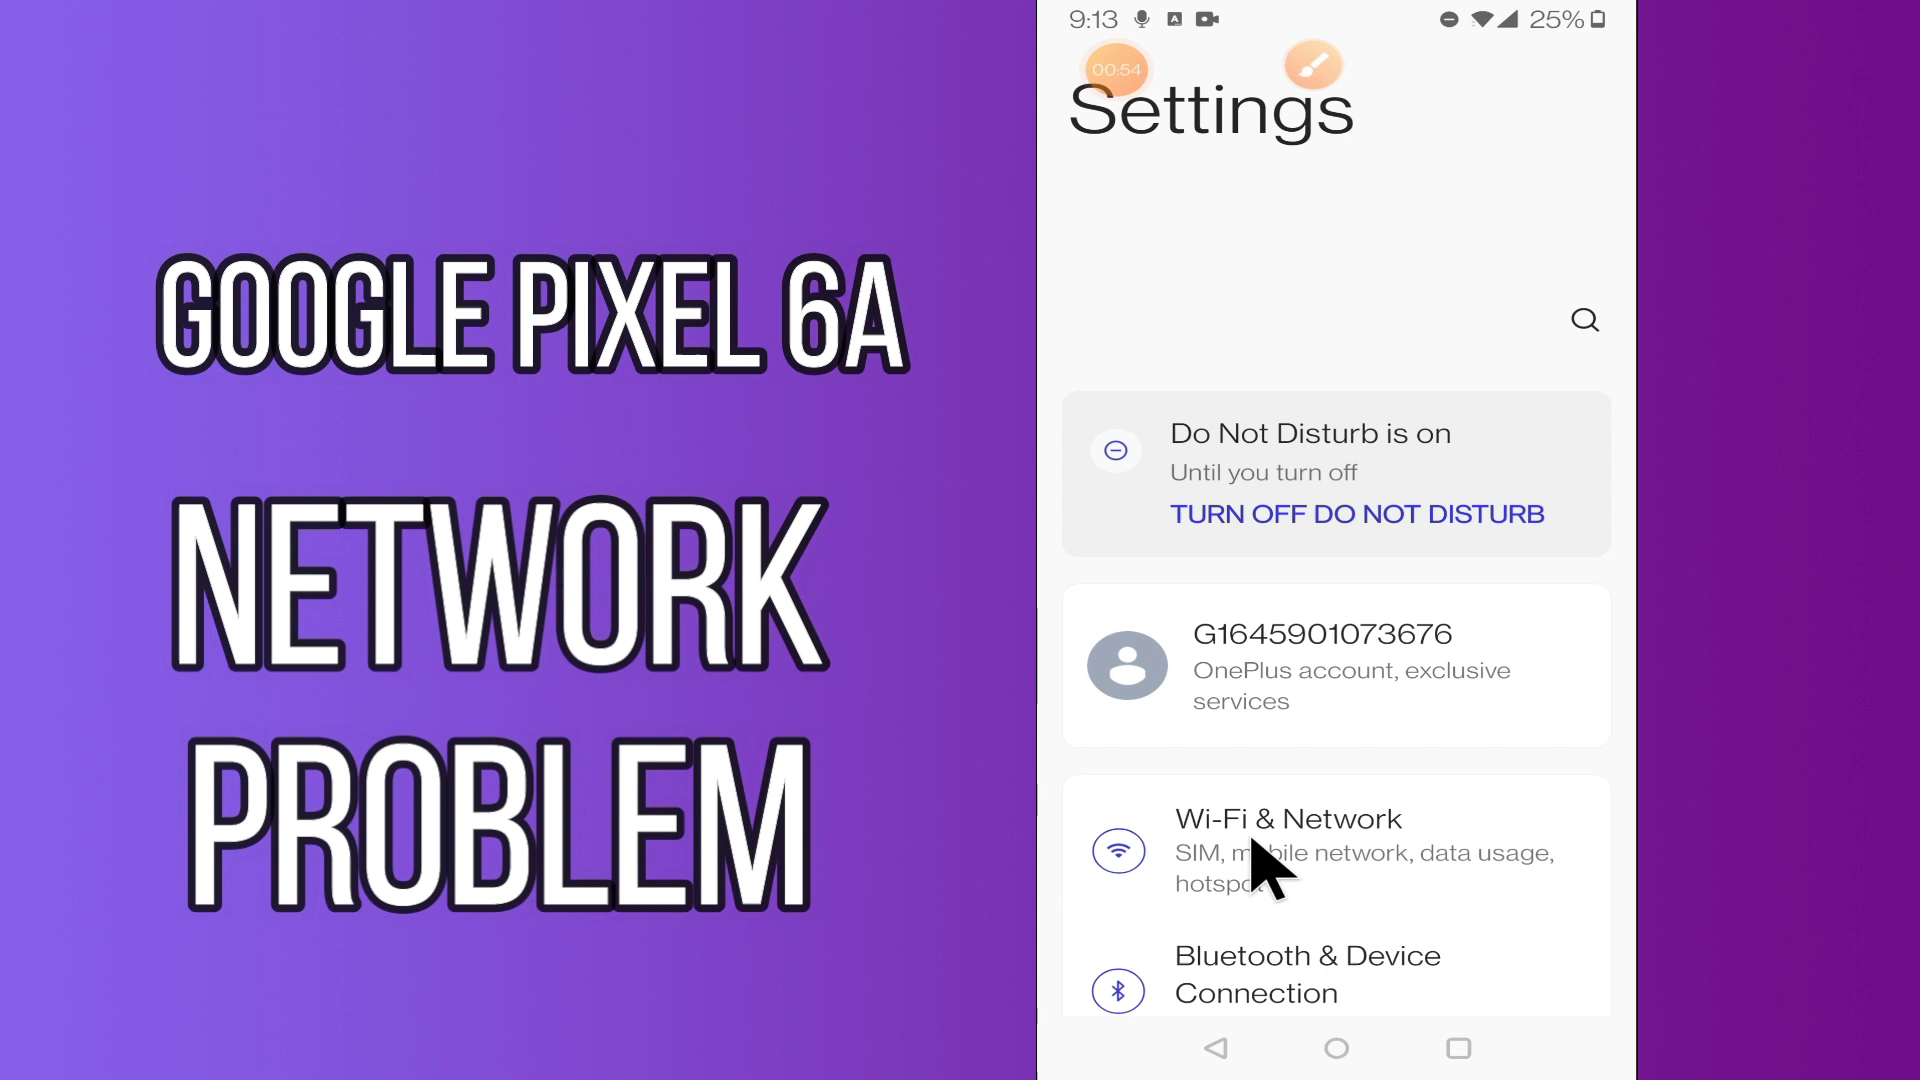 GOOGLE PIXEL 6A
NETWORK
PROBLEM
9:13
25%
00:54
Settings
Do Not Disturb is on
Until you turn off
TURN OFF DO NOT DISTURB
G1645901073676
OnePlus account, exclusive
services
Wi-Fi & Network
SIM, mobile network, data usage,
hotspot
Bluetooth & Device
Connection